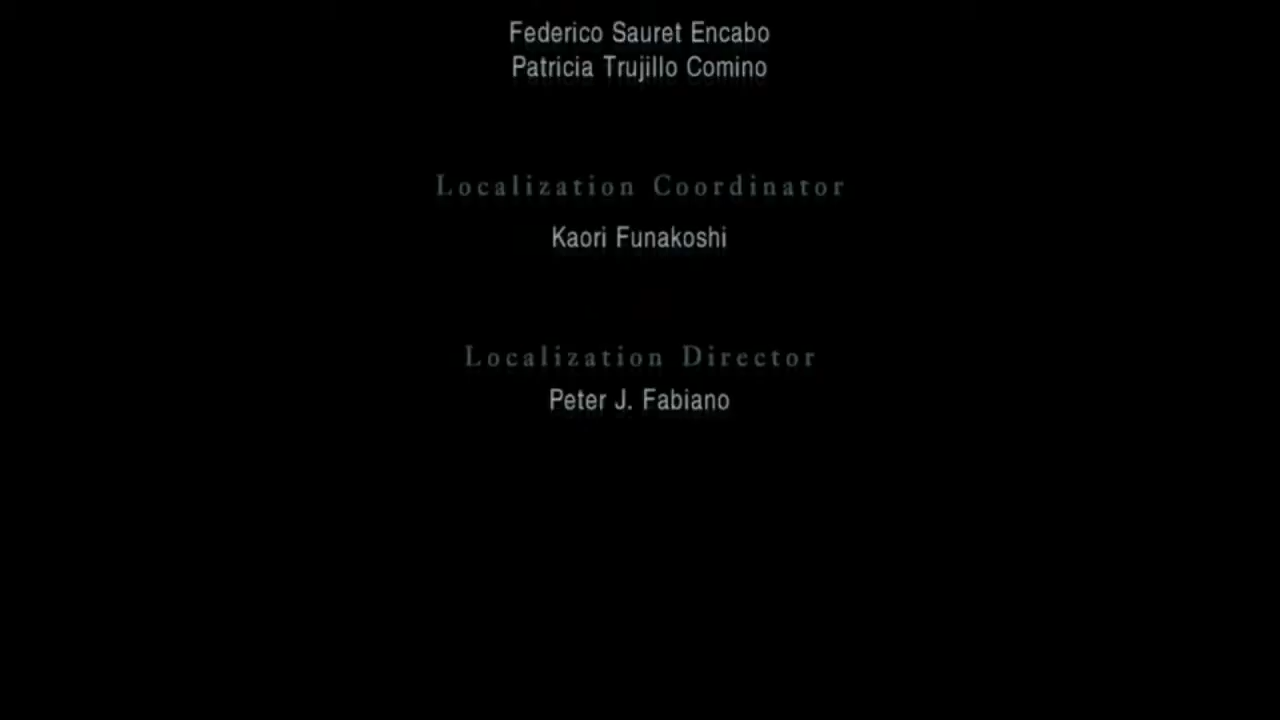 Federico Sauret Encabo
Patricia Trujillo Comino
Localization Coordinator
Kaori Funakoshi
Localization Director
Peter J. Fabiano